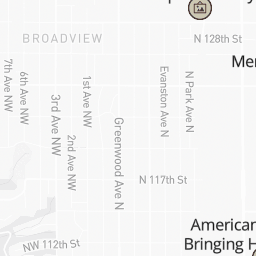 BROADVIEW
N 128th St
Mer
7th Ave NW
6th Ave NW
3rd Ave NW
2nd Ave NW
1st Ave NW
Greenwood Ave N
Evanston Ave N
N Park Ave N
N 117th St
American
Bringing H
NW 112th St